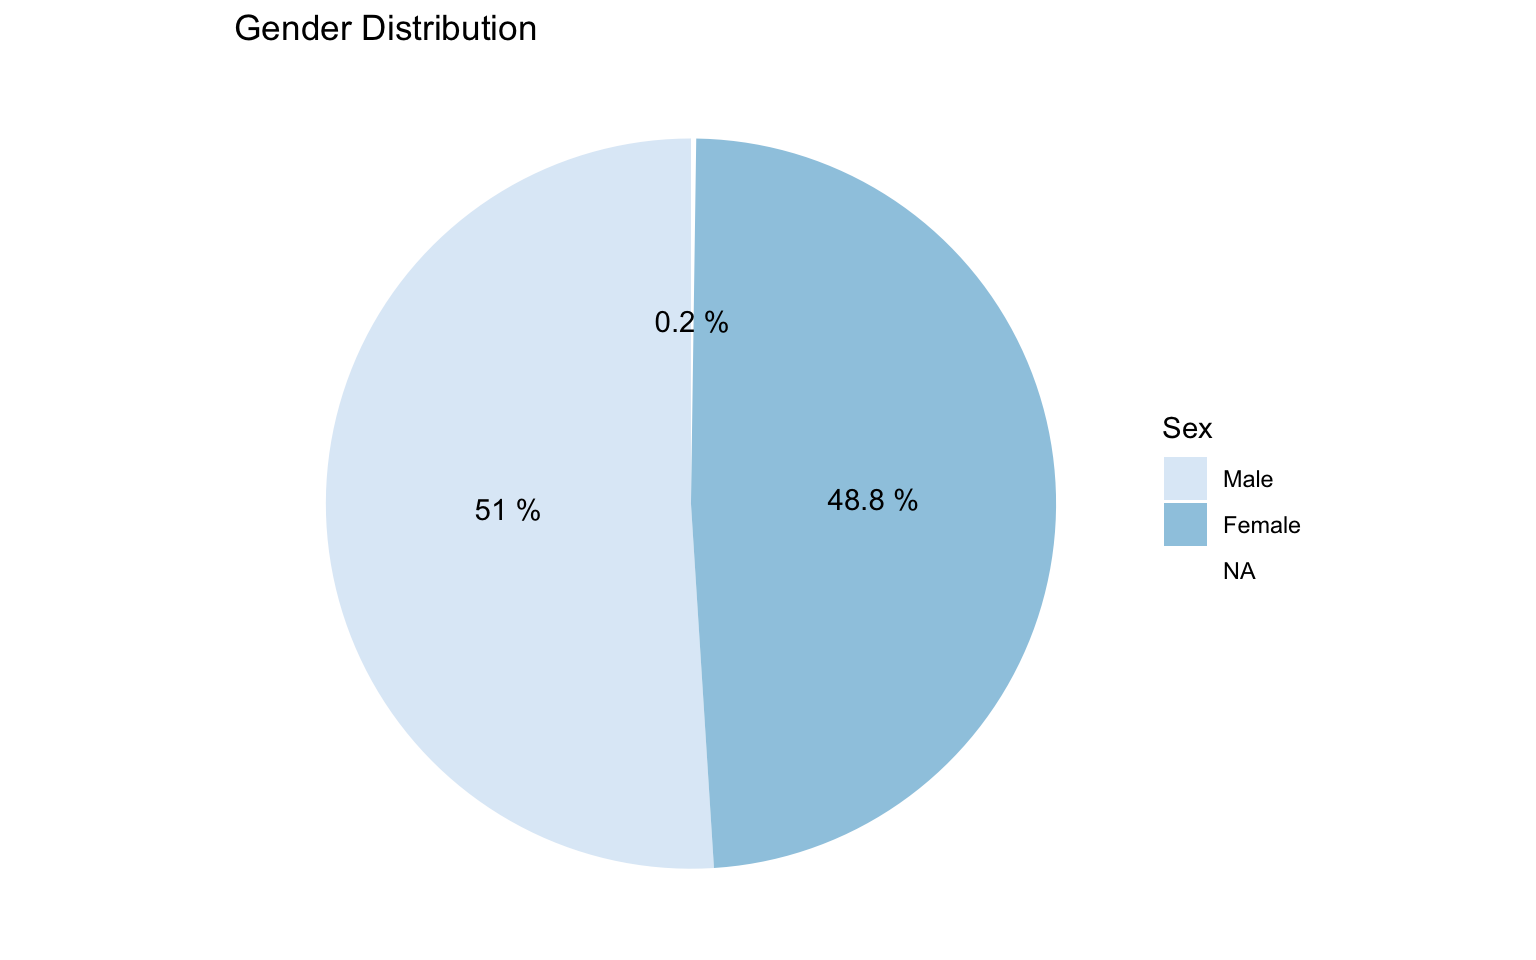 Gender Distribution
0.2 %
51 %
48.8 %
Sex
Male
Female
NA